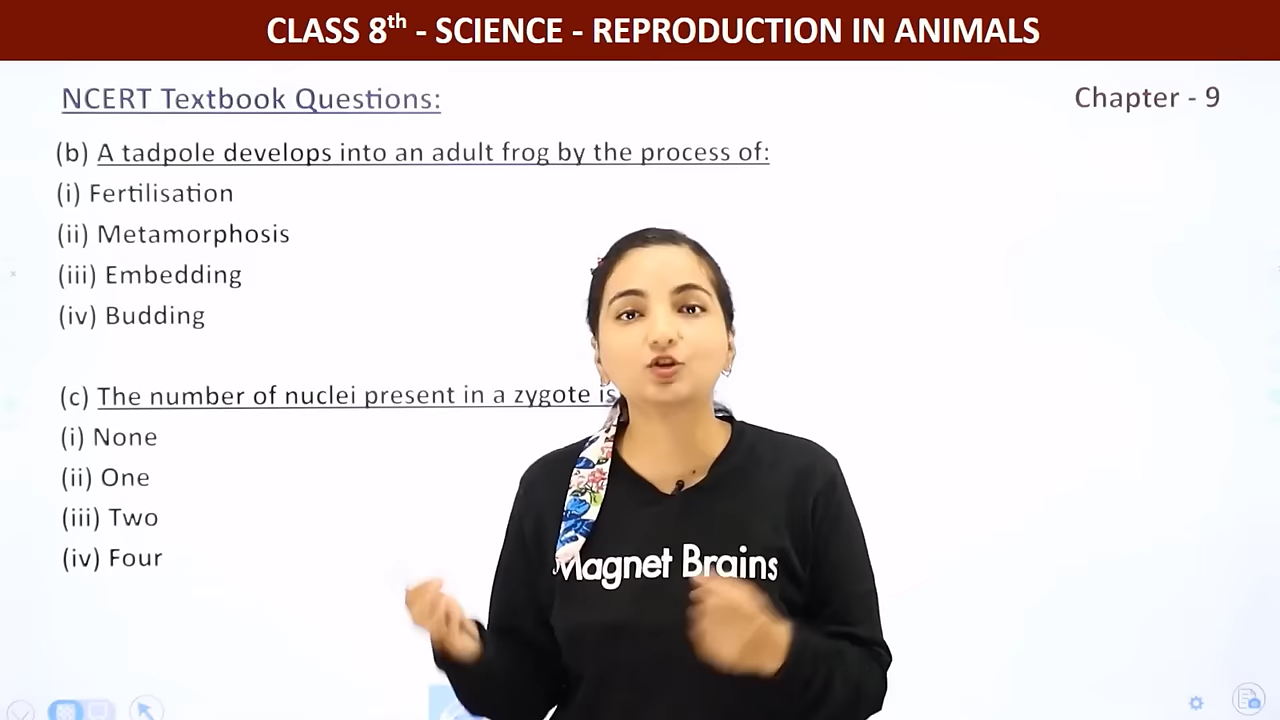 CLASS 8th - SCIENCE - REPRODUCTION IN ANIMALS
NCERT Textbook Questions:
Chapter - 9
(b) A tadpole develops into an adult frog by the process of:
(i) Fertilisation
(ii) Metamorphosis
(iii) Embedding
(iv) Budding
(c) The number of nuclei present in a zygote is
(i) None
(ii) One
(iii) Two
(iv) Four
Magnet Brains